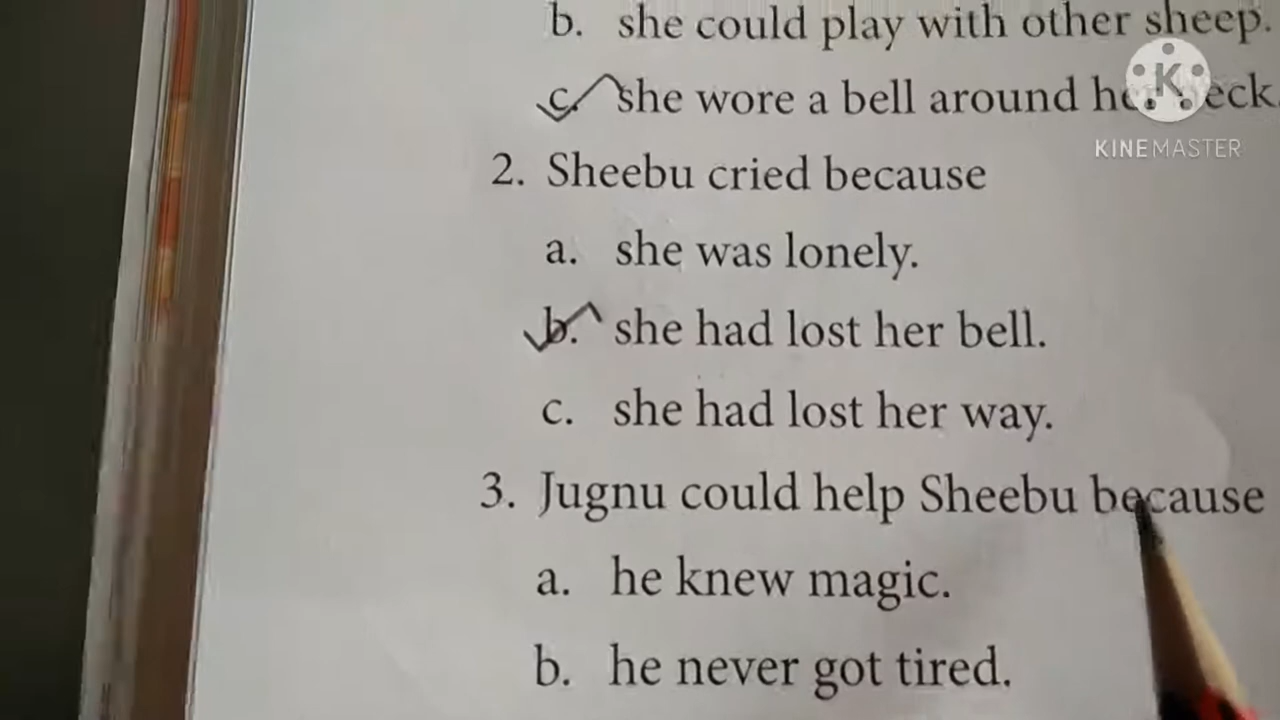 b. she could play with other sheep.
c. she wore a bell around
K
KINEMASTER
2. Sheebu cried because
a. she was lonely.
b. she had lost her bell.
c. she had lost her way.
3. Jugnu could help Sheebu because
a. he knew magic.
b. he never got tired.